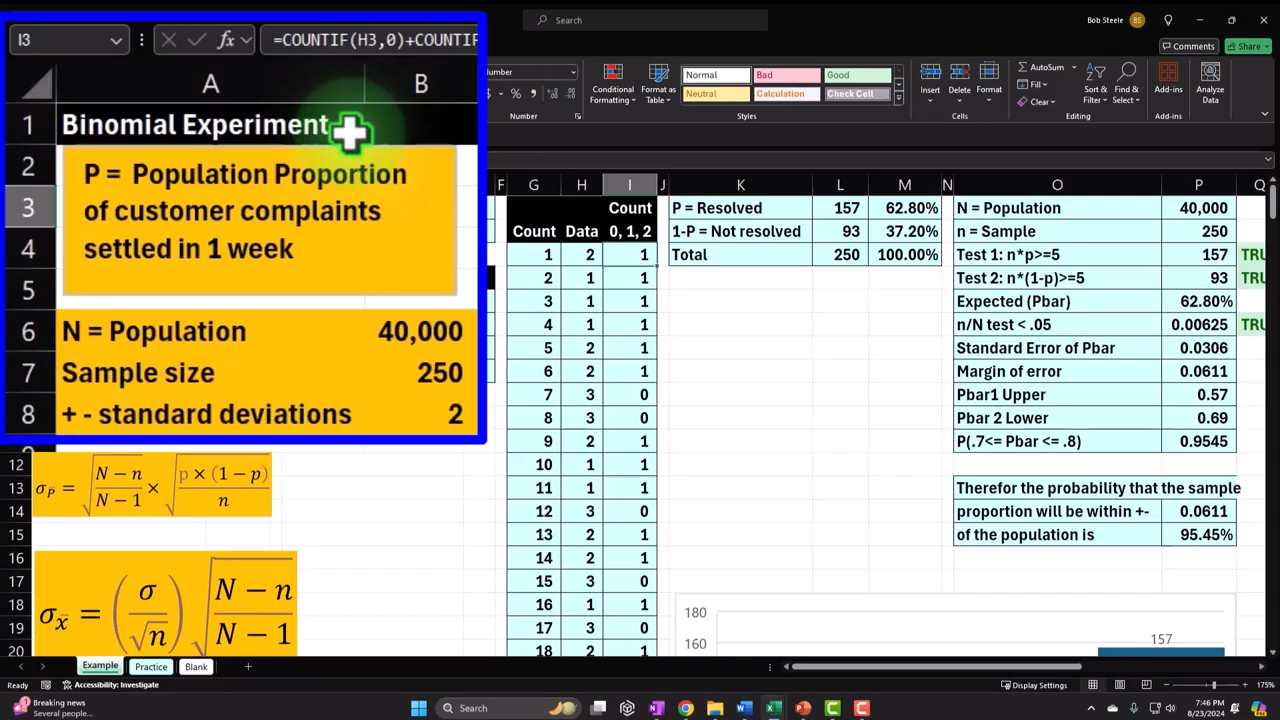 Search
Bob Steele
BS
Comments
Share
I3
fx
=COUNTIF(H3,0)+COUNTIF
Number
$ %
Conditional Formatting
Format as Table
Normal
Bad
Good
Neutral
Calculation
Check Cell
Insert
Delete
Format
AutoSum
Fill
Clear
Sort & Filter
Find & Select
Add-ins
Analyze Data
Styles
Cells
Editing
Add-ins
A B
1 Binomial Experiment
2
3
4
5
P = Population Proportion
of customer complaints
settled in 1 week
6 N = Population 40,000
7 Sample size 250
8 + - standard deviations 2
F G H I J K L M N O P Q
Count Data Count 0, 1, 2
1 2 1
2 1 1
3 1 1
4 1 1
5 2 1
6 2 1
7 3 0
8 3 0
9 2 1
10 1 1
11 1 1
12 3 0
13 2 1
14 2 1
15 3 0
16 1 1
17 3 0
18 2 1
P = Resolved 157 62.80%
1-P = Not resolved 93 37.20%
Total 250 100.00%
N = Population 40,000
n = Sample 250
Test 1: n*p>=5 157 TRU
Test 2: n*(1-p)>=5 93 TRU
Expected (Pbar) 62.80%
n/N test < .05 0.00625 TRU
Standard Error of Pbar 0.0306
Margin of error 0.0611
Pbar1 Upper 0.57
Pbar 2 Lower 0.69
P(.7<= Pbar <= .8) 0.9545
Therefor the probability that the sample
proportion will be within +- 0.0611
of the population is 95.45%
12
13
14
15
16
17
18
19
20
σP̄ = √((N − n)/(N − 1)) × √((p × (1 − p))/n)
σx̄ = (σ/√n) √((N − n)/(N − 1))
180
160
157
Example
Practice
Blank
Ready
Accessibility: Investigate
Display Settings
175%
Breaking news
Several people...
Search
7:46 PM
8/23/2024